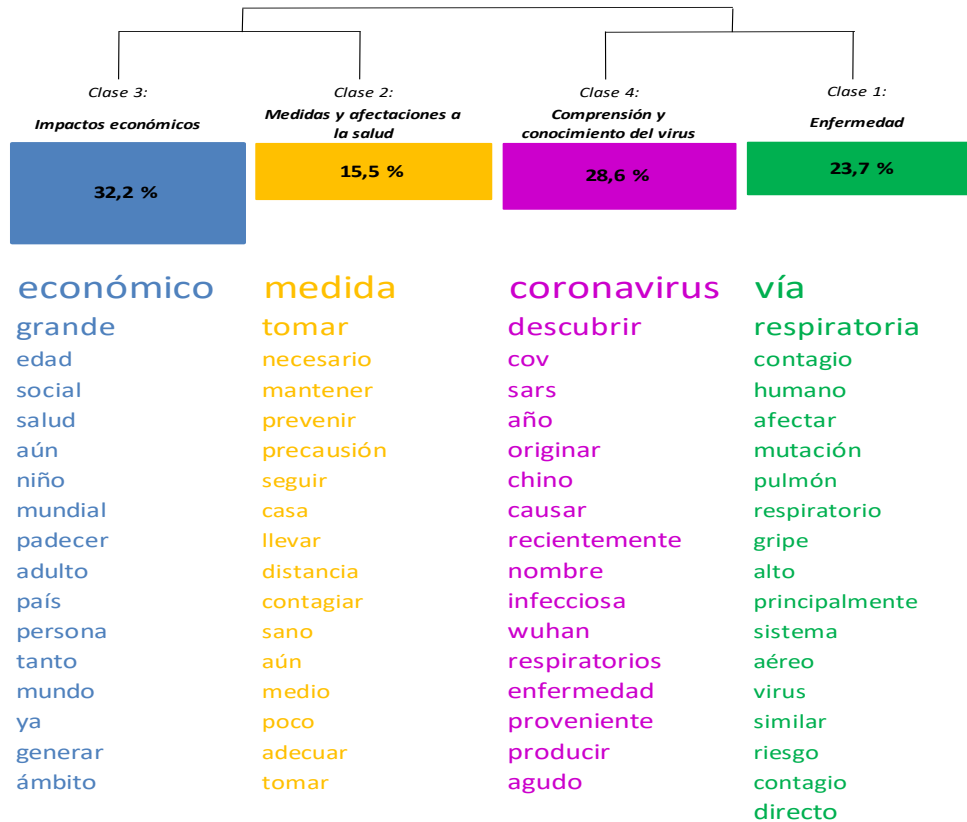 Clase 3:
Impactos económicos
32,2 %
económico
grande
edad
social
salud
aún
niño
mundial
padecer
adulto
país
persona
tanto
mundo
ya
generar
ámbito
Clase 2:
Medidas y afectaciones a
la salud
15,5 %
medida
tomar
necesario
mantener
prevenir
precausión
seguir
casa
llevar
distancia
contagiar
sano
aún
medio
poco
adecuar
tomar
Clase 4:
Comprensión y
conocimiento del virus
28,6 %
coronavirus
descubrir
cov
sars
año
originar
chino
causar
recientemente
nombre
infecciosa
wuhan
respiratorios
enfermedad
proveniente
producir
agudo
Clase 1:
Enfermedad
23,7 %
vía
respiratoria
contagio
humano
afectar
mutación
pulmón
respiratorio
gripe
alto
principalmente
sistema
aéreo
virus
similar
riesgo
contagio
directo